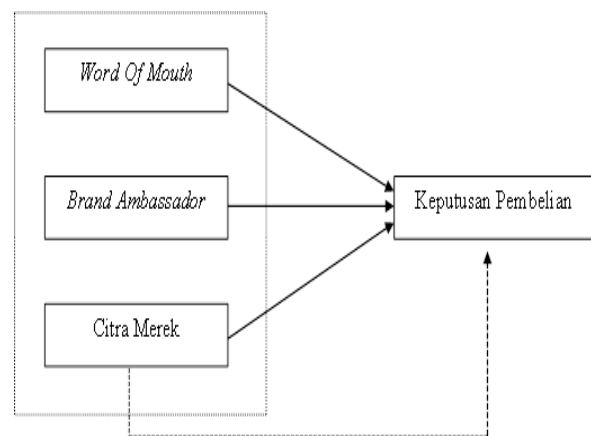 Word Of Mouth
Brand Ambassador
Keputusan Pembelian
Citra Merek